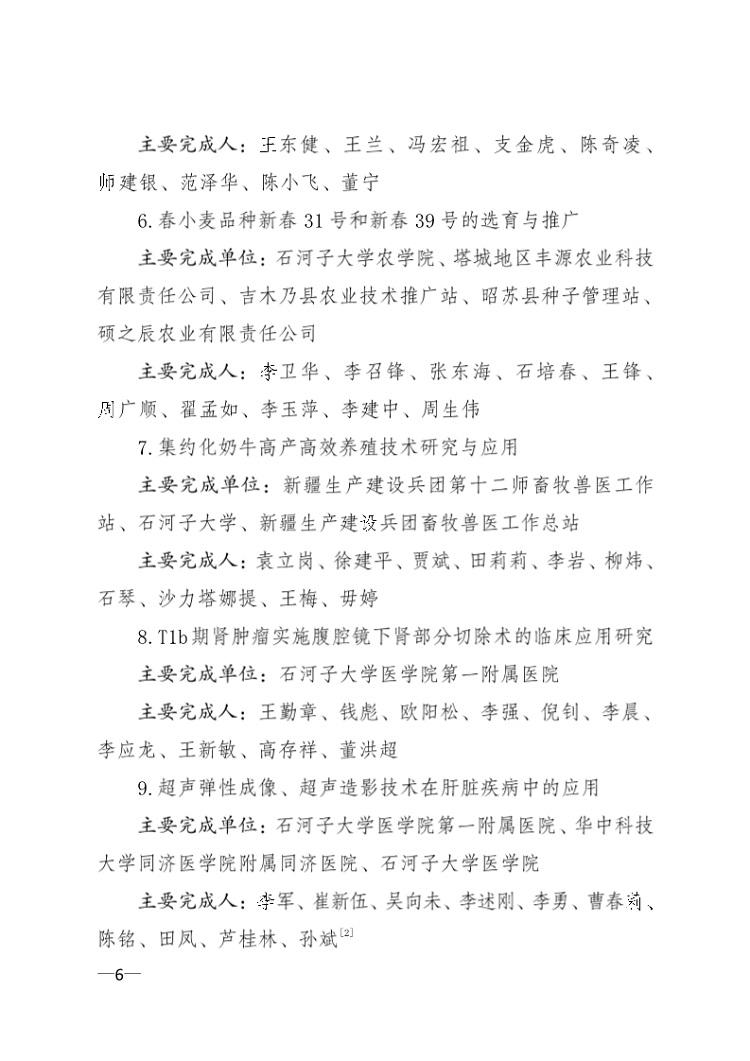 主要完成人：王东健、王兰、冯宏祖、支金虎、陈奇凌、
师建银、范泽华、陈小飞、董宁
6.春小麦品种新春 31 号和新春 39 号的选育与推广
主要完成单位：石河子大学农学院、塔城地区丰源农业科技
有限责任公司、吉木乃县农业技术推广站、昭苏县种子管理站、
硕之辰农业有限责任公司
主要完成人：李卫华、李召锋、张东海、石培春、王锋、
周广顺、翟孟如、李玉萍、李建中、周生伟
7.集约化奶牛高产高效养殖技术研究与应用
主要完成单位：新疆生产建设兵团第十二师畜牧兽医工作
站、石河子大学、新疆生产建设兵团畜牧兽医工作总站
主要完成人：袁立岗、徐建平、贾斌、田莉莉、李岩、柳炜、
石琴、沙力塔娜提、王梅、毋婷
8.T1b期肾肿瘤实施腹腔镜下肾部分切除术的临床应用研究
主要完成单位：石河子大学医学院第一附属医院
主要完成人：王勤章、钱彪、欧阳松、李强、倪钊、李晨、
李应龙、王新敏、高存祥、董洪超
9.超声弹性成像、超声造影技术在肝脏疾病中的应用
主要完成单位：石河子大学医学院第一附属医院、华中科技
大学同济医学院附属同济医院、石河子大学医学院
主要完成人：李军、崔新伍、吴向未、李述刚、李勇、曹春莉、
陈铭、田凤、芦桂林、孙斌[2]
—6—